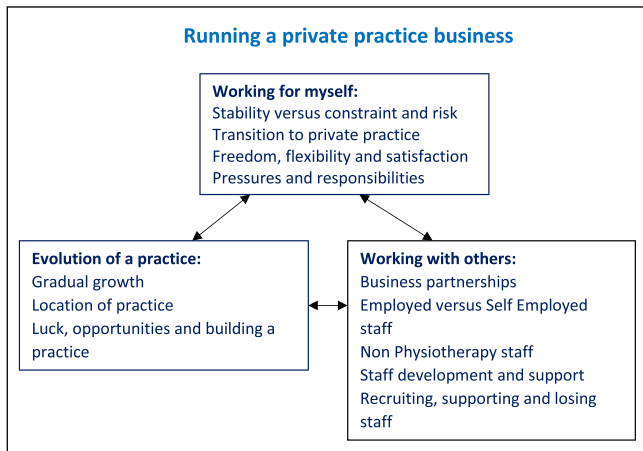 Running a private practice business
Working for myself:
Stability versus constraint and risk
Transition to private practice
Freedom, flexibility and satisfaction
Pressures and responsibilities
Evolution of a practice:
Gradual growth
Location of practice
Luck, opportunities and building a
practice
Working with others:
Business partnerships
Employed versus Self Employed
staff
Non Physiotherapy staff
Staff development and support
Recruiting, supporting and losing
staff